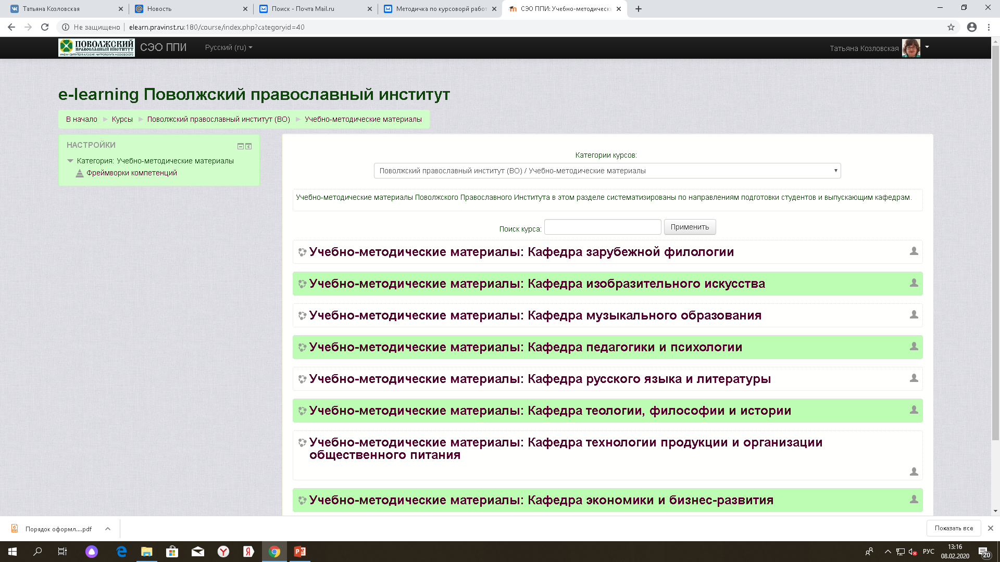 Татьяна Козловская
Новость
Поиск - Почта Mail.ru
Методичка по курсоворй работ
СЭО ППИ: Учебно-методически
Не защищено
elearn.pravinst.ru:180/course/index.php?categoryid=40
ПОВОЛЖСКИЙ
ПРАВОСЛАВНЫЙ ИНСТИТУТ
ИМЕНИ СВЯТИТЕЛЯ АЛЕКСИЯ, МИТРОПОЛИТА МОСКОВСКОГО
СЭО ППИ
Русский (ru)
Татьяна Козловская
e-learning Поволжский православный институт
В начало
Курсы
Поволжский православный институт (ВО)
Учебно-методические материалы
НАСТРОЙКИ
Категория: Учебно-методические материалы
Фреймворки компетенций
Категории курсов:
Поволжский православный институт (ВО) / Учебно-методические материалы
Учебно-методические материалы Поволжского Православного Института в этом разделе систематизированы по направлениям подготовки студентов и выпускающим кафедрам.
Поиск курса:
Применить
Учебно-методические материалы: Кафедра зарубежной филологии
Учебно-методические материалы: Кафедра изобразительного искусства
Учебно-методические материалы: Кафедра музыкального образования
Учебно-методические материалы: Кафедра педагогики и психологии
Учебно-методические материалы: Кафедра русского языка и литературы
Учебно-методические материалы: Кафедра теологии, философии и истории
Учебно-методические материалы: Кафедра технологии продукции и организации
общественного питания
Учебно-методические материалы: Кафедра экономики и бизнес-развития
Порядок оформл....pdf
Показать все
РУС
13:16
08.02.2020
20